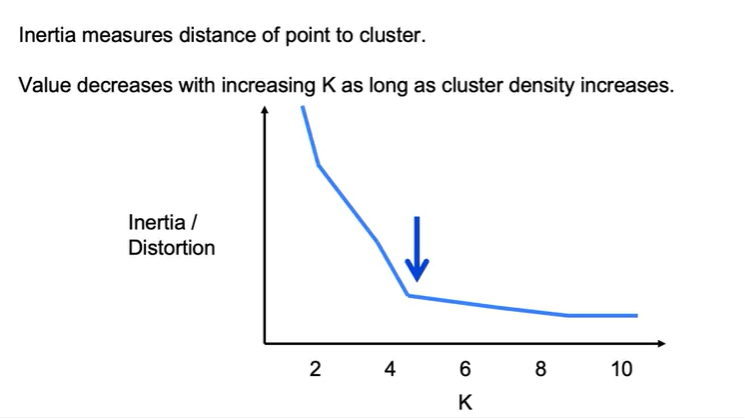 Inertia measures distance of point to cluster.
Value decreases with increasing K as long as cluster density increases.
Inertia /
Distortion
2 4 6 8 10
K